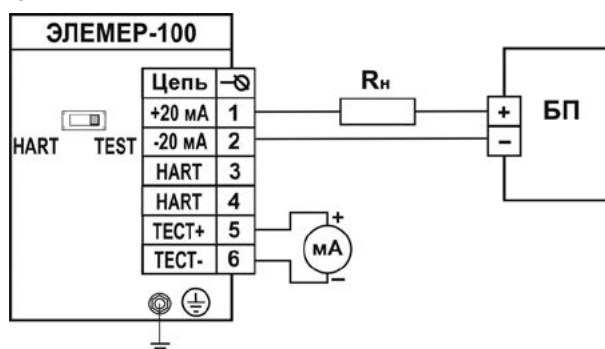 ЭЛЕМЕР-100
Цепь
+20 мА 1
-20 мА 2
HART 3
HART 4
ТЕСТ+ 5
ТЕСТ- 6
HART TEST
Rн
+ БП
−
+
мА
−